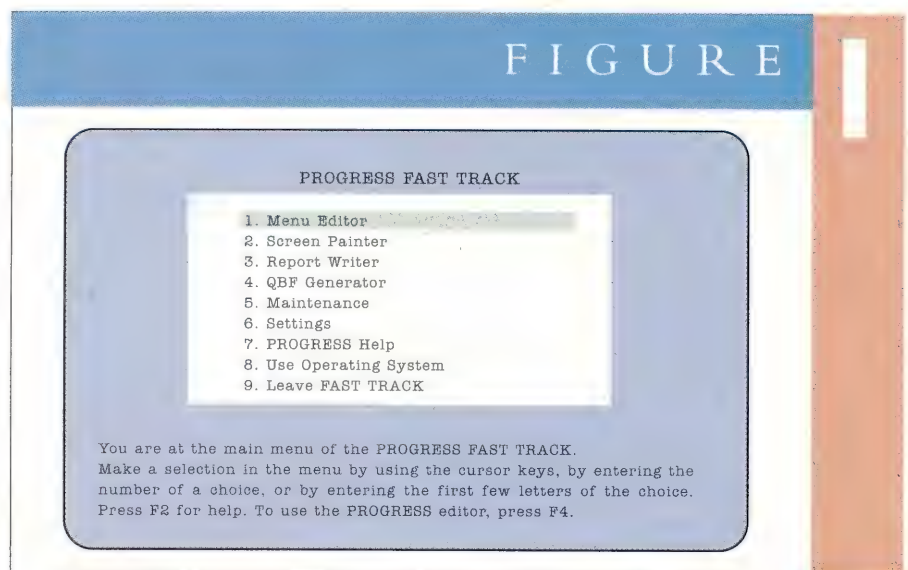 FIGURE 1
PROGRESS FAST TRACK
1. Menu Editor
2. Screen Painter
3. Report Writer
4. QBF Generator
5. Maintenance
6. Settings
7. PROGRESS Help
8. Use Operating System
9. Leave FAST TRACK
You are at the main menu of the PROGRESS FAST TRACK.
Make a selection in the menu by using the cursor keys, by entering the
number of a choice, or by entering the first few letters of the choice.
Press F2 for help. To use the PROGRESS editor, press F4.